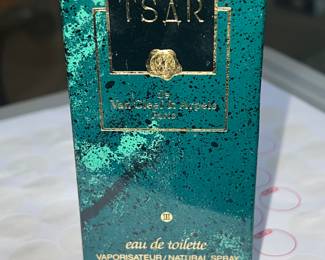 TSAR
de
Van Cleef & Arpels
Paris
III
eau de toilette
VAPORISATEUR / NATURAL SPRAY